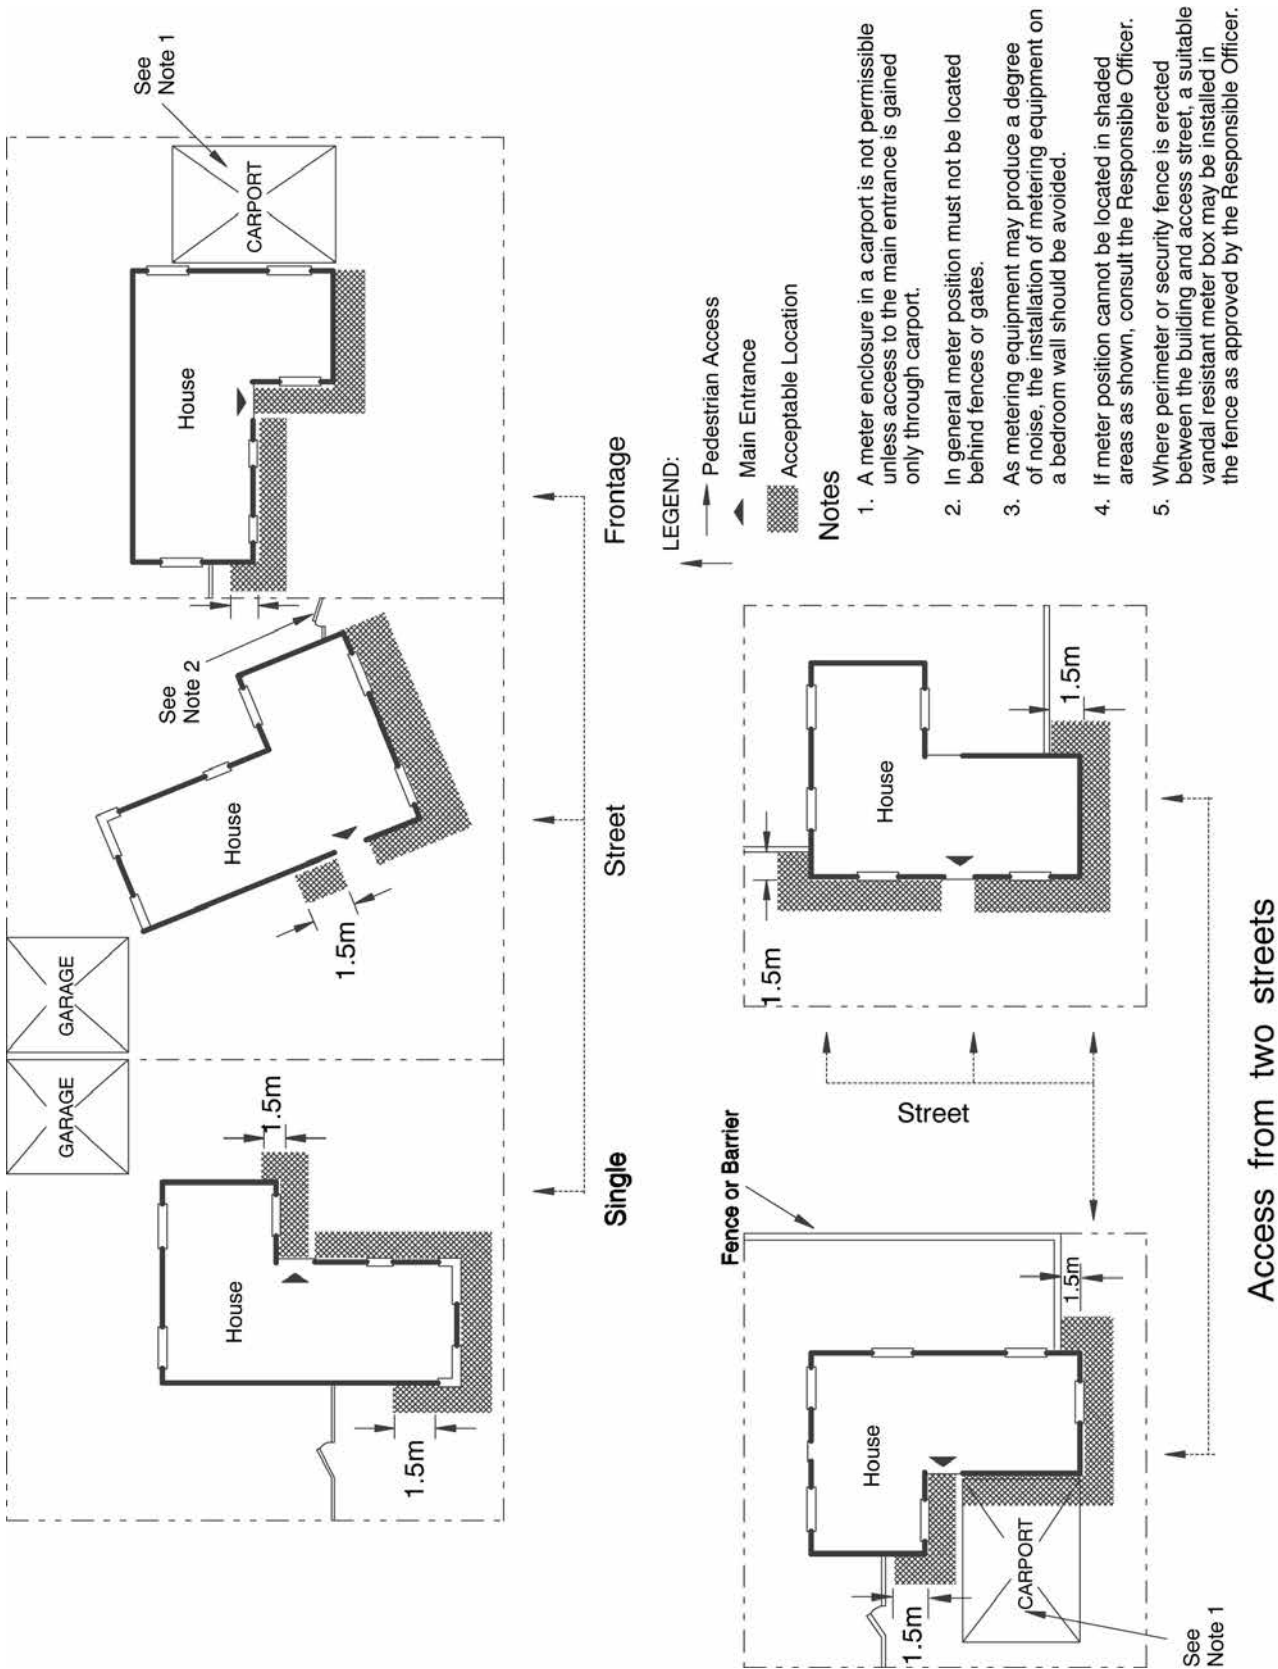 GARAGE
GARAGE
See
Note 1
CARPORT
House
1.5m
1.5m
House
See
Note 2
1.5m
House
Single
Street
Frontage
LEGEND:
Pedestrian Access
Main Entrance
Acceptable Location
Notes
1. A meter enclosure in a carport is not permissible
unless access to the main entrance is gained
only through carport.
2. In general meter position must not be located
behind fences or gates.
3. As metering equipment may produce a degree
of noise, the installation of metering equipment on
a bedroom wall should be avoided.
4. If meter position cannot be located in shaded
areas as shown, consult the Responsible Officer.
5. Where perimeter or security fence is erected
between the building and access street, a suitable
vandal resistant meter box may be installed in
the fence as approved by the Responsible Officer.
Fence or Barrier
House
1.5m
1.5m
CARPORT
See
Note 1
Street
1.5m
House
1.5m
Access from two streets